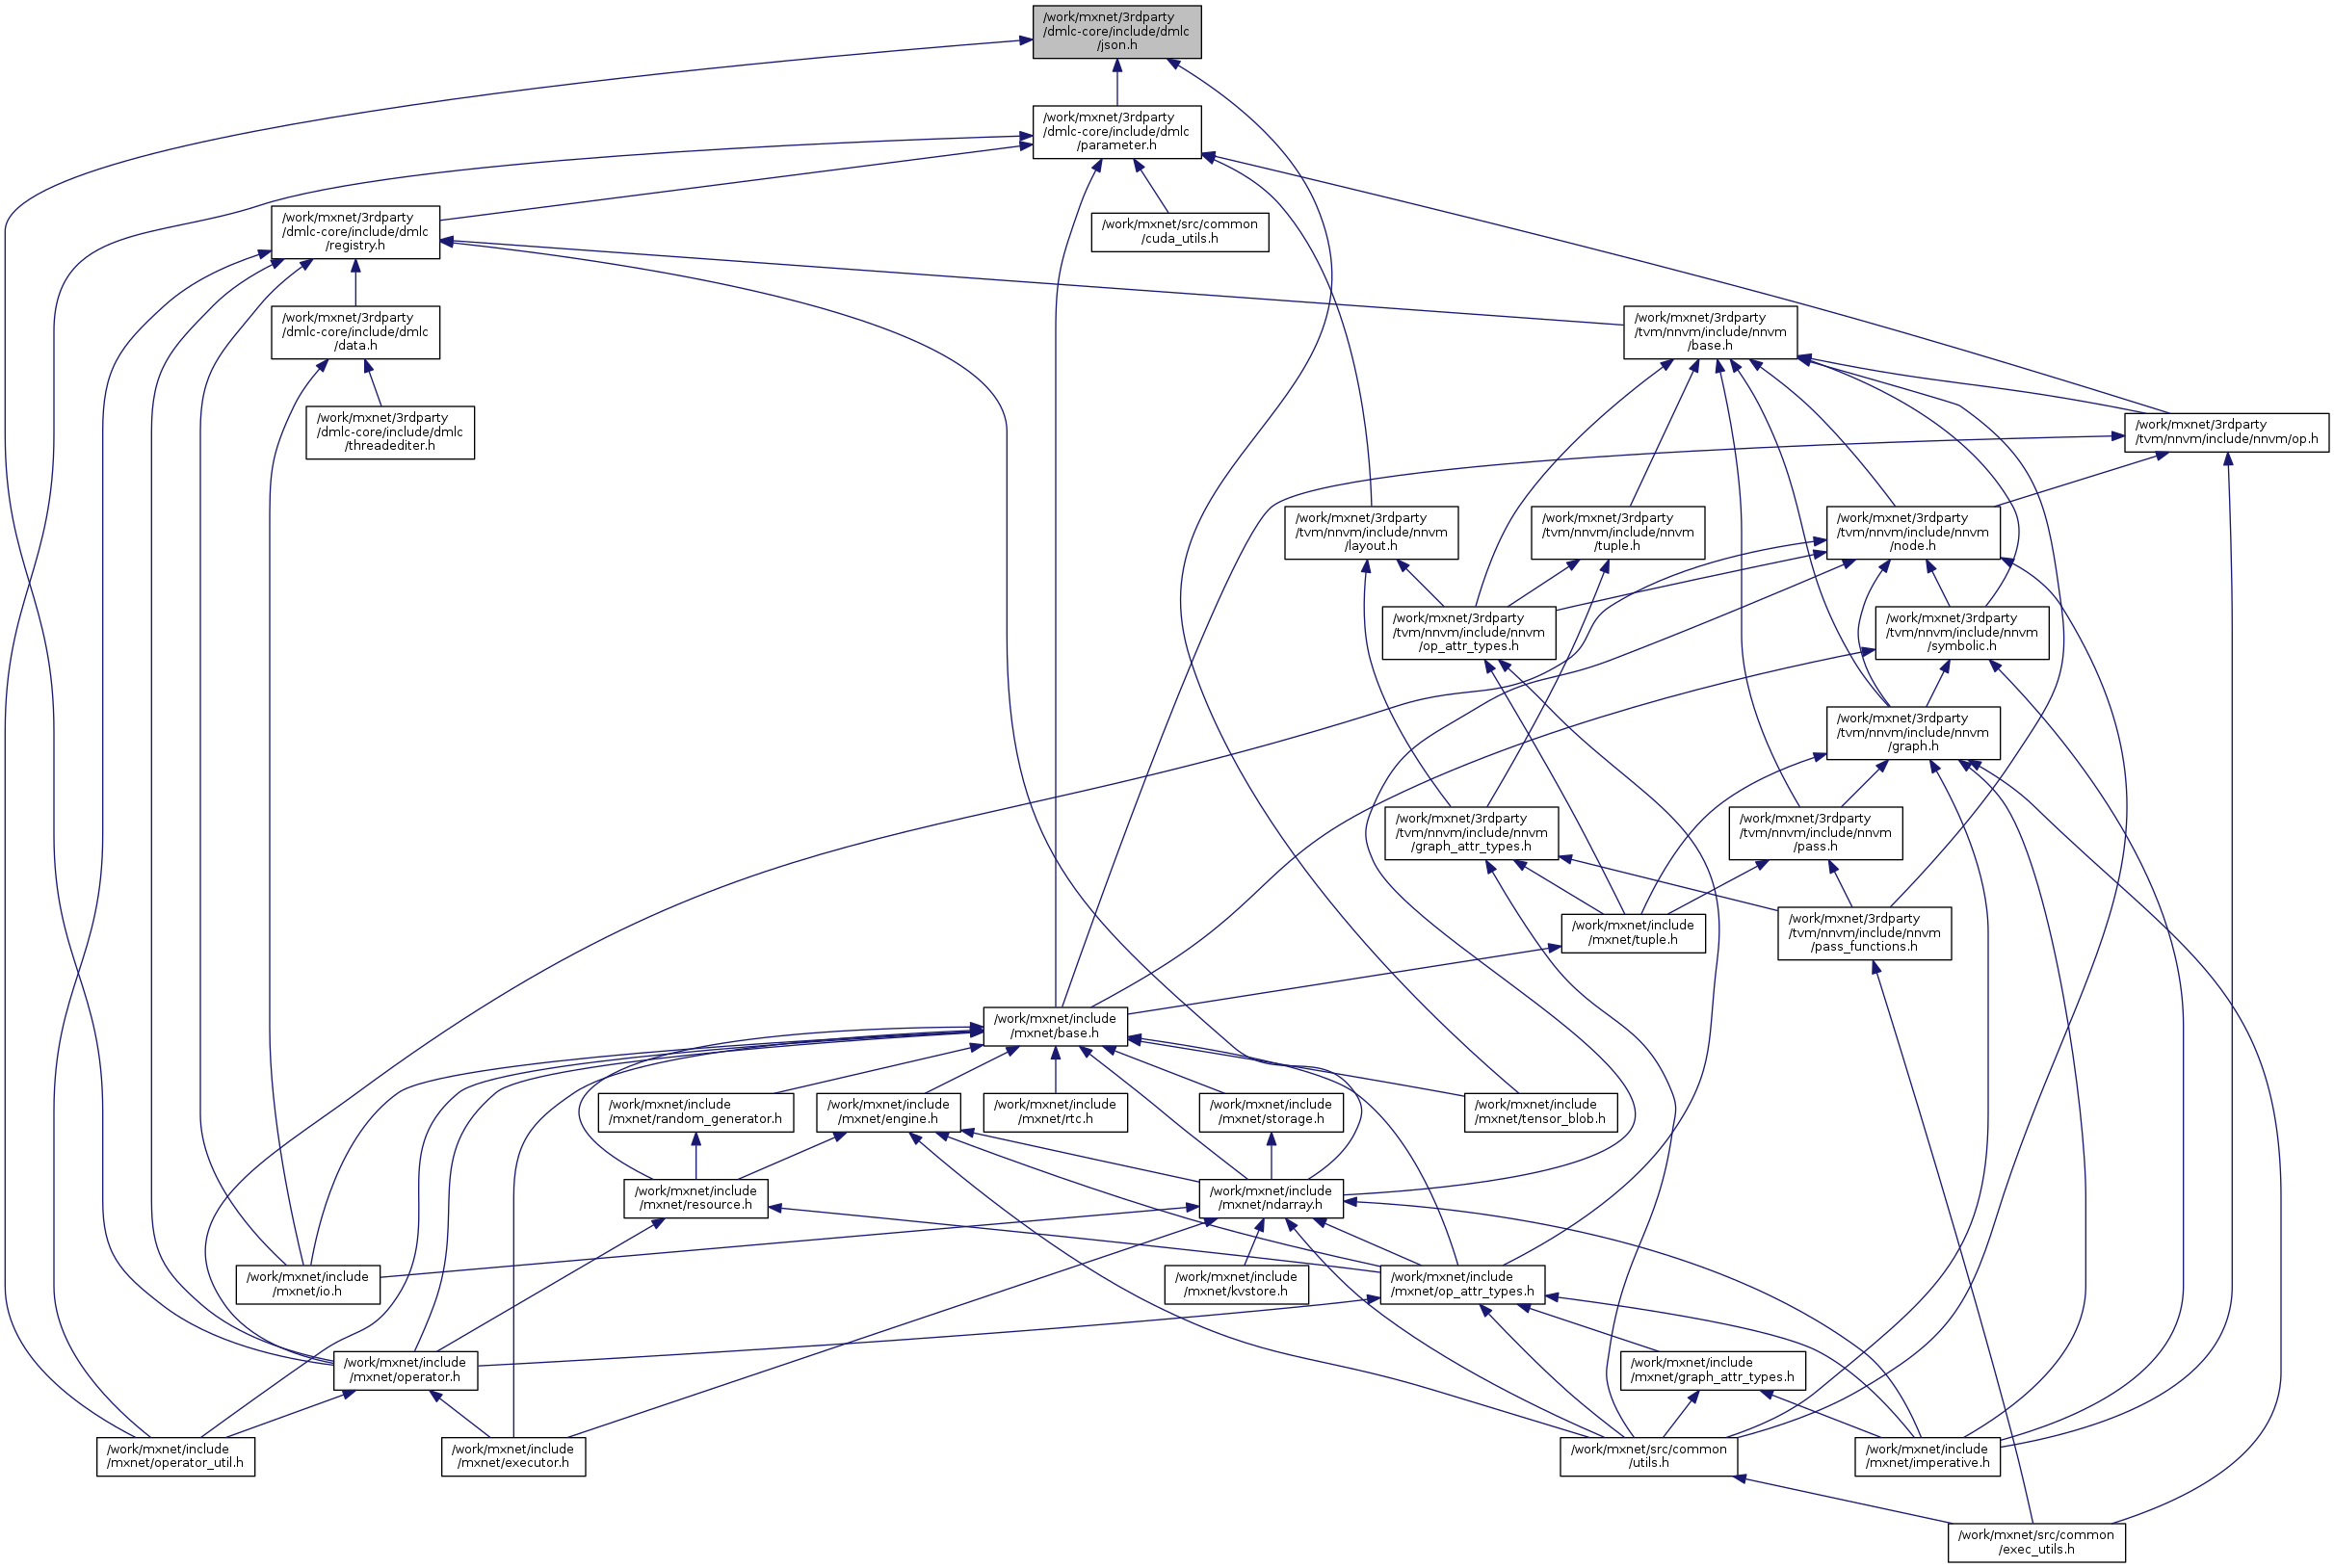 /work/mxnet/3rdparty
/dmlc-core/include/dmlc
/json.h
/work/mxnet/3rdparty
/dmlc-core/include/dmlc
/parameter.h
/work/mxnet/3rdparty
/dmlc-core/include/dmlc
/registry.h
/work/mxnet/src/common
/cuda_utils.h
/work/mxnet/3rdparty
/dmlc-core/include/dmlc
/data.h
/work/mxnet/3rdparty
/tvm/nnvm/include/nnvm
/base.h
/work/mxnet/3rdparty
/dmlc-core/include/dmlc
/threadediter.h
/work/mxnet/3rdparty
/tvm/nnvm/include/nnvm/op.h
/work/mxnet/3rdparty
/tvm/nnvm/include/nnvm
/layout.h
/work/mxnet/3rdparty
/tvm/nnvm/include/nnvm
/tuple.h
/work/mxnet/3rdparty
/tvm/nnvm/include/nnvm
/node.h
/work/mxnet/3rdparty
/tvm/nnvm/include/nnvm
/op_attr_types.h
/work/mxnet/3rdparty
/tvm/nnvm/include/nnvm
/symbolic.h
/work/mxnet/3rdparty
/tvm/nnvm/include/nnvm
/graph.h
/work/mxnet/3rdparty
/tvm/nnvm/include/nnvm
/graph_attr_types.h
/work/mxnet/3rdparty
/tvm/nnvm/include/nnvm
/pass.h
/work/mxnet/include
/mxnet/tuple.h
/work/mxnet/3rdparty
/tvm/nnvm/include/nnvm
/pass_functions.h
/work/mxnet/include
/mxnet/base.h
/work/mxnet/include
/mxnet/random_generator.h
/work/mxnet/include
/mxnet/engine.h
/work/mxnet/include
/mxnet/rtc.h
/work/mxnet/include
/mxnet/storage.h
/work/mxnet/include
/mxnet/tensor_blob.h
/work/mxnet/include
/mxnet/resource.h
/work/mxnet/include
/mxnet/ndarray.h
/work/mxnet/include
/mxnet/io.h
/work/mxnet/include
/mxnet/kvstore.h
/work/mxnet/include
/mxnet/op_attr_types.h
/work/mxnet/include
/mxnet/operator.h
/work/mxnet/include
/mxnet/graph_attr_types.h
/work/mxnet/include
/mxnet/operator_util.h
/work/mxnet/include
/mxnet/executor.h
/work/mxnet/src/common
/utils.h
/work/mxnet/include
/mxnet/imperative.h
/work/mxnet/src/common
/exec_utils.h